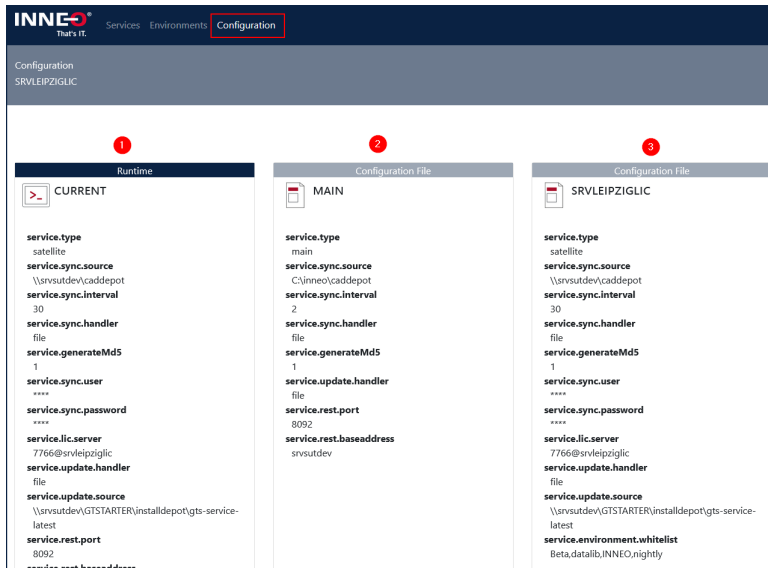 INNEO®
That's IT.
Services Environments Configuration
Configuration
SRVLEIPZIGLIC
1
2
3
Runtime
CURRENT
service.type
satellite
service.sync.source
\\srvsutdev\caddepot
service.sync.interval
30
service.sync.handler
file
service.generateMd5
1
service.sync.user
****
service.sync.password
****
service.lic.server
7766@srvleipziglic
service.update.handler
file
service.update.source
\\srvsutdev\GTSTARTER\installdepot\gts-service-
latest
service.rest.port
8092
service.rest.baseaddress
Configuration File
MAIN
service.type
main
service.sync.source
C:\inneo\caddepot
service.sync.interval
2
service.sync.handler
file
service.generateMd5
1
service.update.handler
file
service.rest.port
8092
service.rest.baseaddress
srvsutdev
Configuration File
SRVLEIPZIGLIC
service.type
satellite
service.sync.source
\\srvsutdev\caddepot
service.sync.interval
30
service.sync.handler
file
service.generateMd5
1
service.sync.user
****
service.sync.password
****
service.lic.server
7766@srvleipziglic
service.update.handler
file
service.update.source
\\srvsutdev\GTSTARTER\installdepot\gts-service-
latest
service.environment.whitelist
Beta,datalib,INNEO,nightly